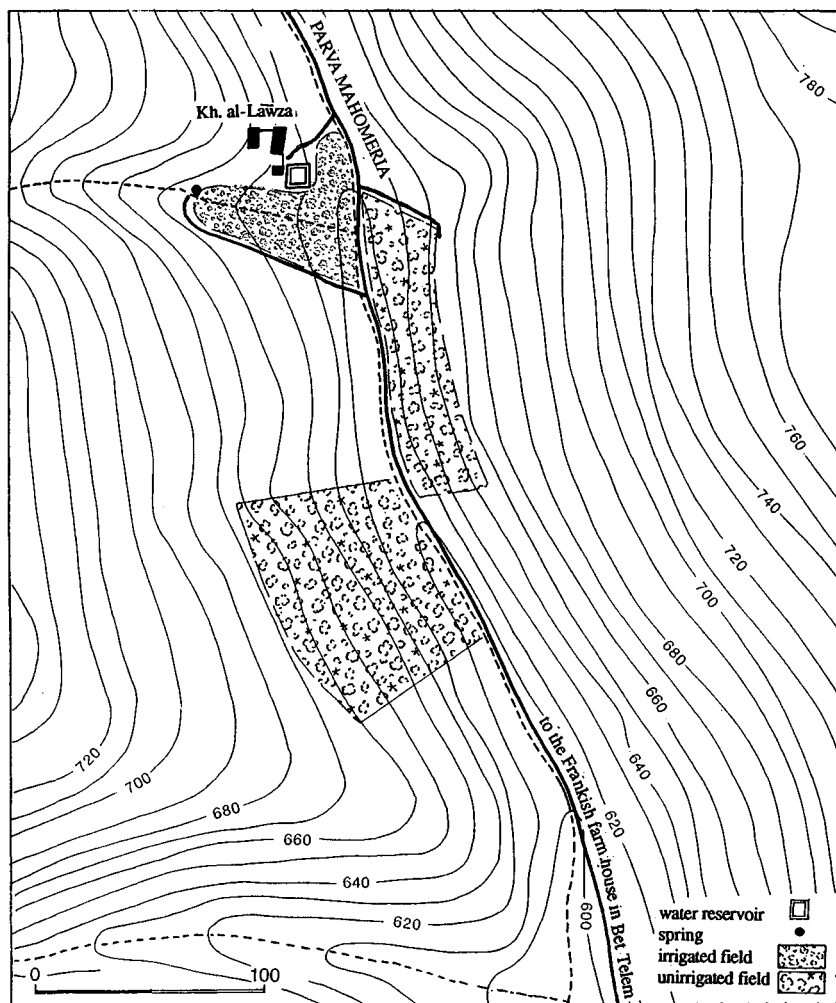 PARVA MAHOMERIA
Kh. al-Lawza
780
760
740
720
700
680
660
640
620
720
700
680
660
640
620
600
to the Frankish farm house in Bet Telem
water reservoir
spring
irrigated field
unirrigated field
0 100